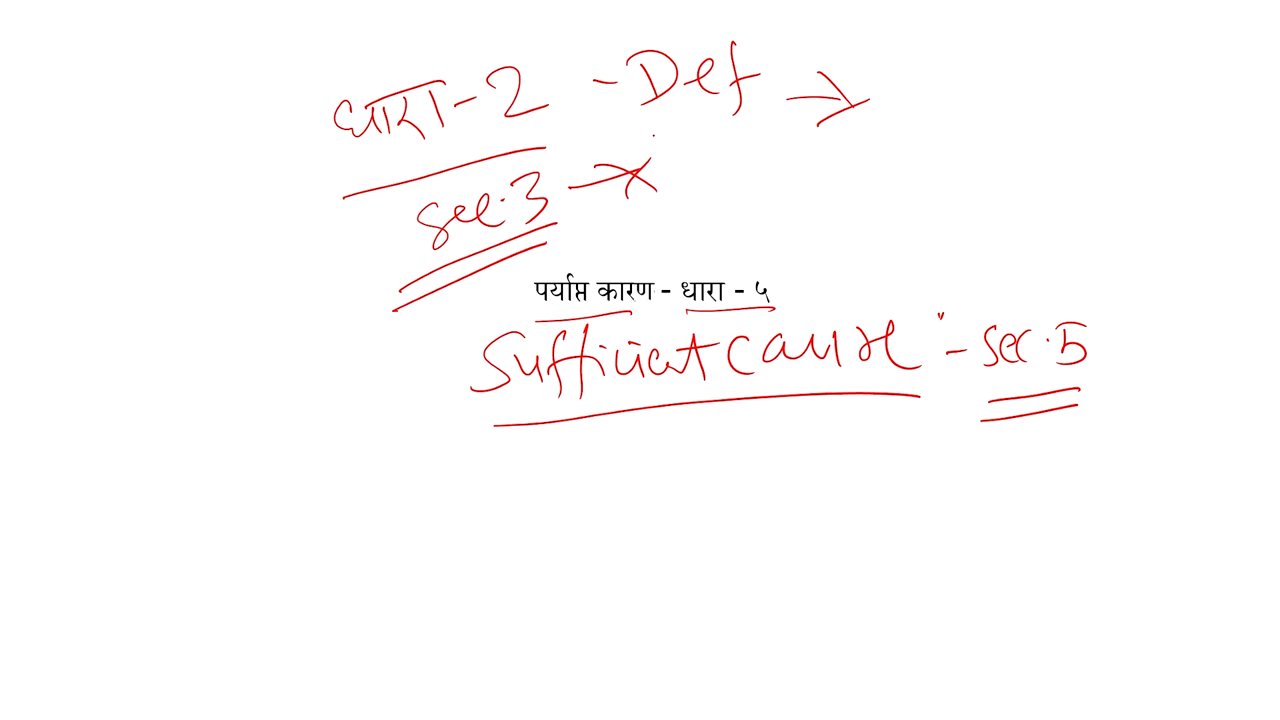 धारा-2 - Def →
sec. 3 →
पर्याप्त कारण - धारा - ५
Sufficient cause " - sec. 5